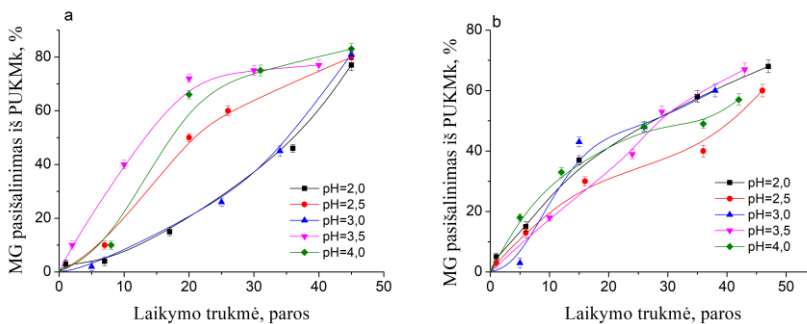 a
MG pasišalinimas iš PUKMk, %
80
60
40
20
0
0 10 20 30 40 50
Laikymo trukmė, paros
pH=2,0
pH=2,5
pH=3,0
pH=3,5
pH=4,0
b
MG pasišalinimas iš PUKMk, %
80
60
40
20
0
0 10 20 30 40 50
Laikymo trukmė, paros
pH=2,0
pH=2,5
pH=3,0
pH=3,5
pH=4,0